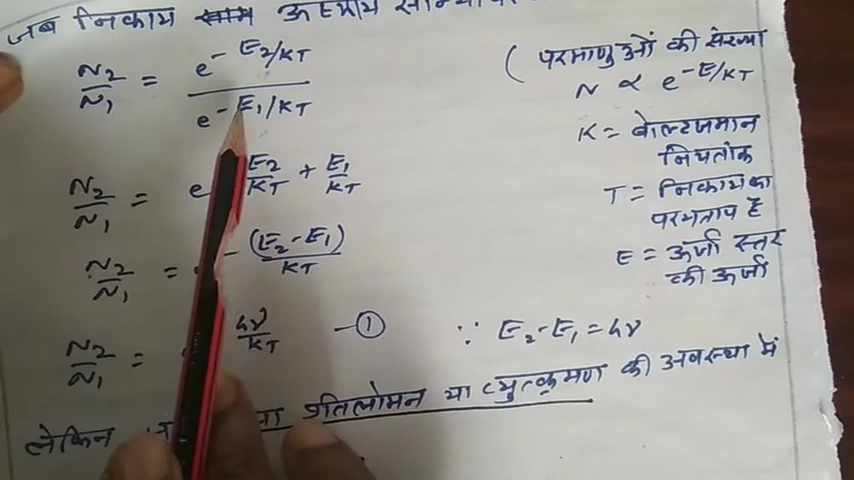 जब निकाय ऊष्मीय
N₂/N₁ = e^(-E₂/KT) / e^(-E₁/KT)
( परमाणुओं की संख्या
N ∝ e^(-E/KT)
K = बोल्टजमान
नियतांक
T = निकाय का
परमताप है
E = ऊर्जा स्तर
की ऊर्जा
N₂/N₁ = e E₂/KT + E₁/KT
N₂/N₁ = -(E₂-E₁)/KT
N₂/N₁ = hν/KT —① ∵ E₂-E₁ = hν
लेकिन प्रतिलोमन या व्युत्क्रमण की अवस्था में